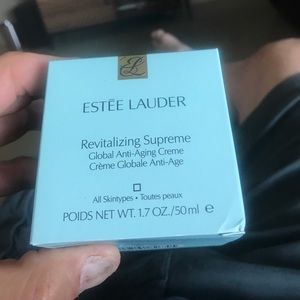 ESTĒE LAUDER
Revitalizing Supreme
Global Anti-Aging Creme
Crème Globale Anti-Age
All Skintypes • Toutes peaux
POIDS NET WT. 1.7 OZ./50 ml e